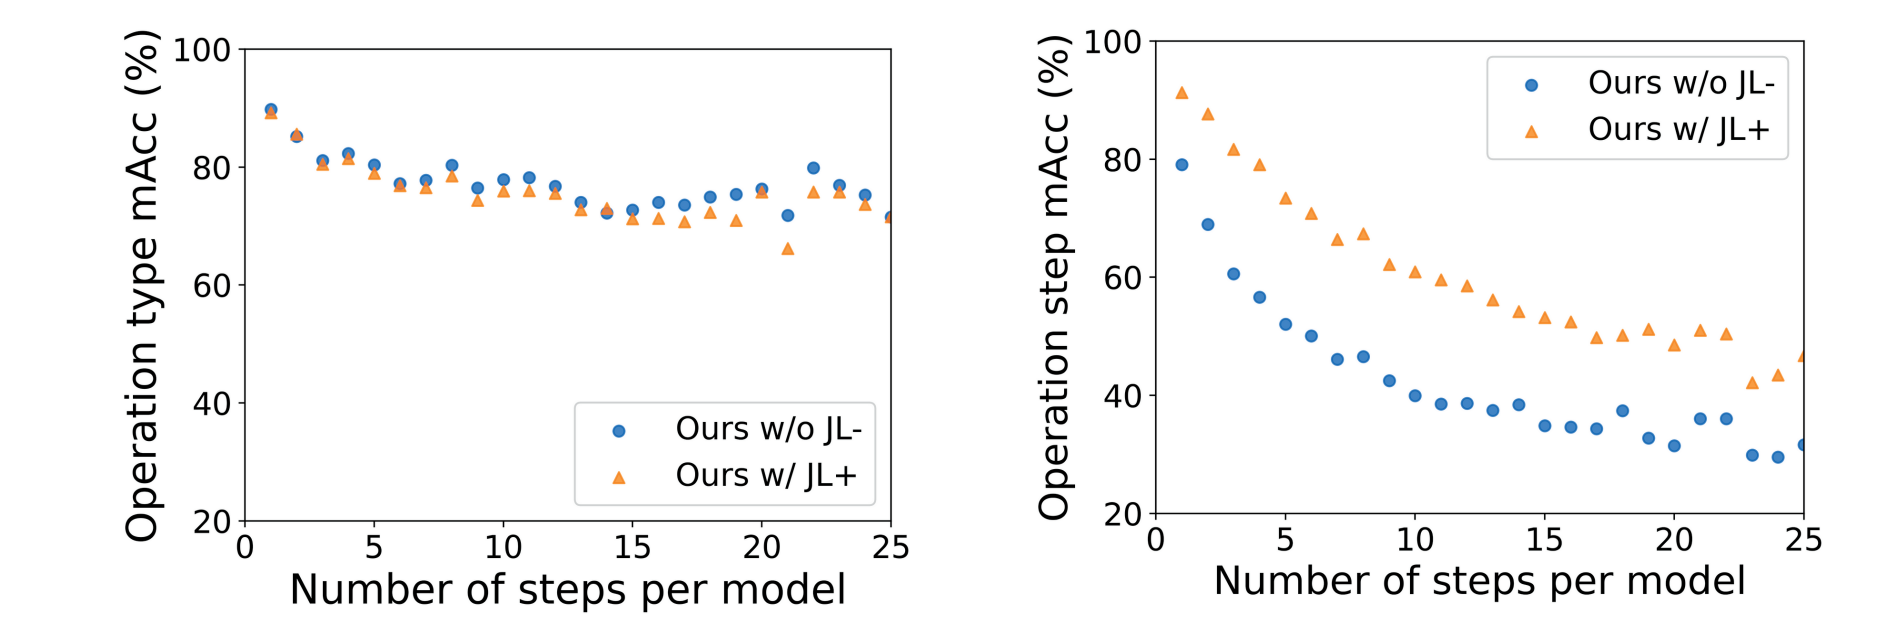 Operation type mAcc (%)
100
80
60
40
20
0 5 10 15 20 25
Number of steps per model
Ours w/o JL-
Ours w/ JL+
Operation step mAcc (%)
100
80
60
40
20
0 5 10 15 20 25
Number of steps per model
Ours w/o JL-
Ours w/ JL+